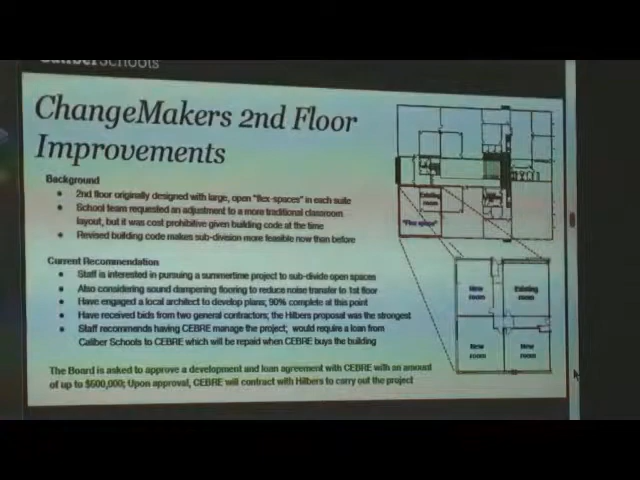 CaliberSchools
ChangeMakers 2nd Floor
Improvements
Background
2nd floor originally designed with large, open "flex-spaces" in each suite
School team requested an adjustment to a more traditional classroom
layout, but it was cost prohibitive given building code at the time
Revised building code makes sub-division more feasible now than before
Current Recommendation
Staff is interested in pursuing a summertime project to sub-divide open spaces
Also considering sound dampening flooring to reduce noise transfer to 1st floor
Have engaged a local architect to develop plans; 90% complete at this point
Have received bids from two general contractors; the Hilbers proposal was the strongest
Staff recommends having CEBRE manage the project; would require a loan from
Caliber Schools to CEBRE which will be repaid when CEBRE buys the building
The Board is asked to approve a development and loan agreement with CEBRE with an amount
of up to $600,000; Upon approval, CEBRE will contract with Hilbers to carry out the project
Existing
room
"Flex space"
New
room
Existing
room
New
room
New
room